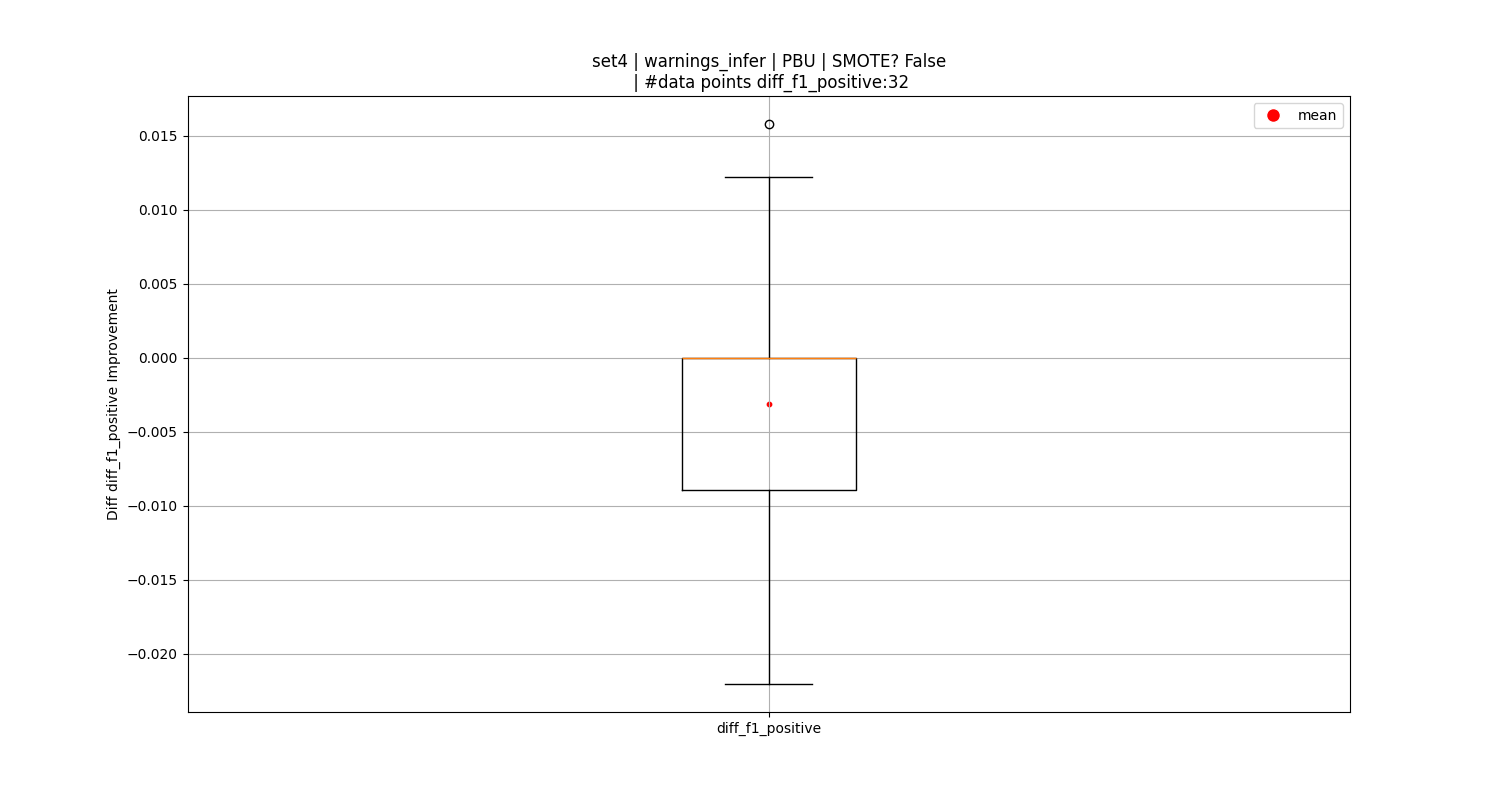 set4 | warnings_infer | PBU | SMOTE? False
| #data points diff_f1_positive:32
mean
0.015
0.010
0.005
0.000
−0.005
−0.010
−0.015
−0.020
Diff diff_f1_positive Improvement
diff_f1_positive